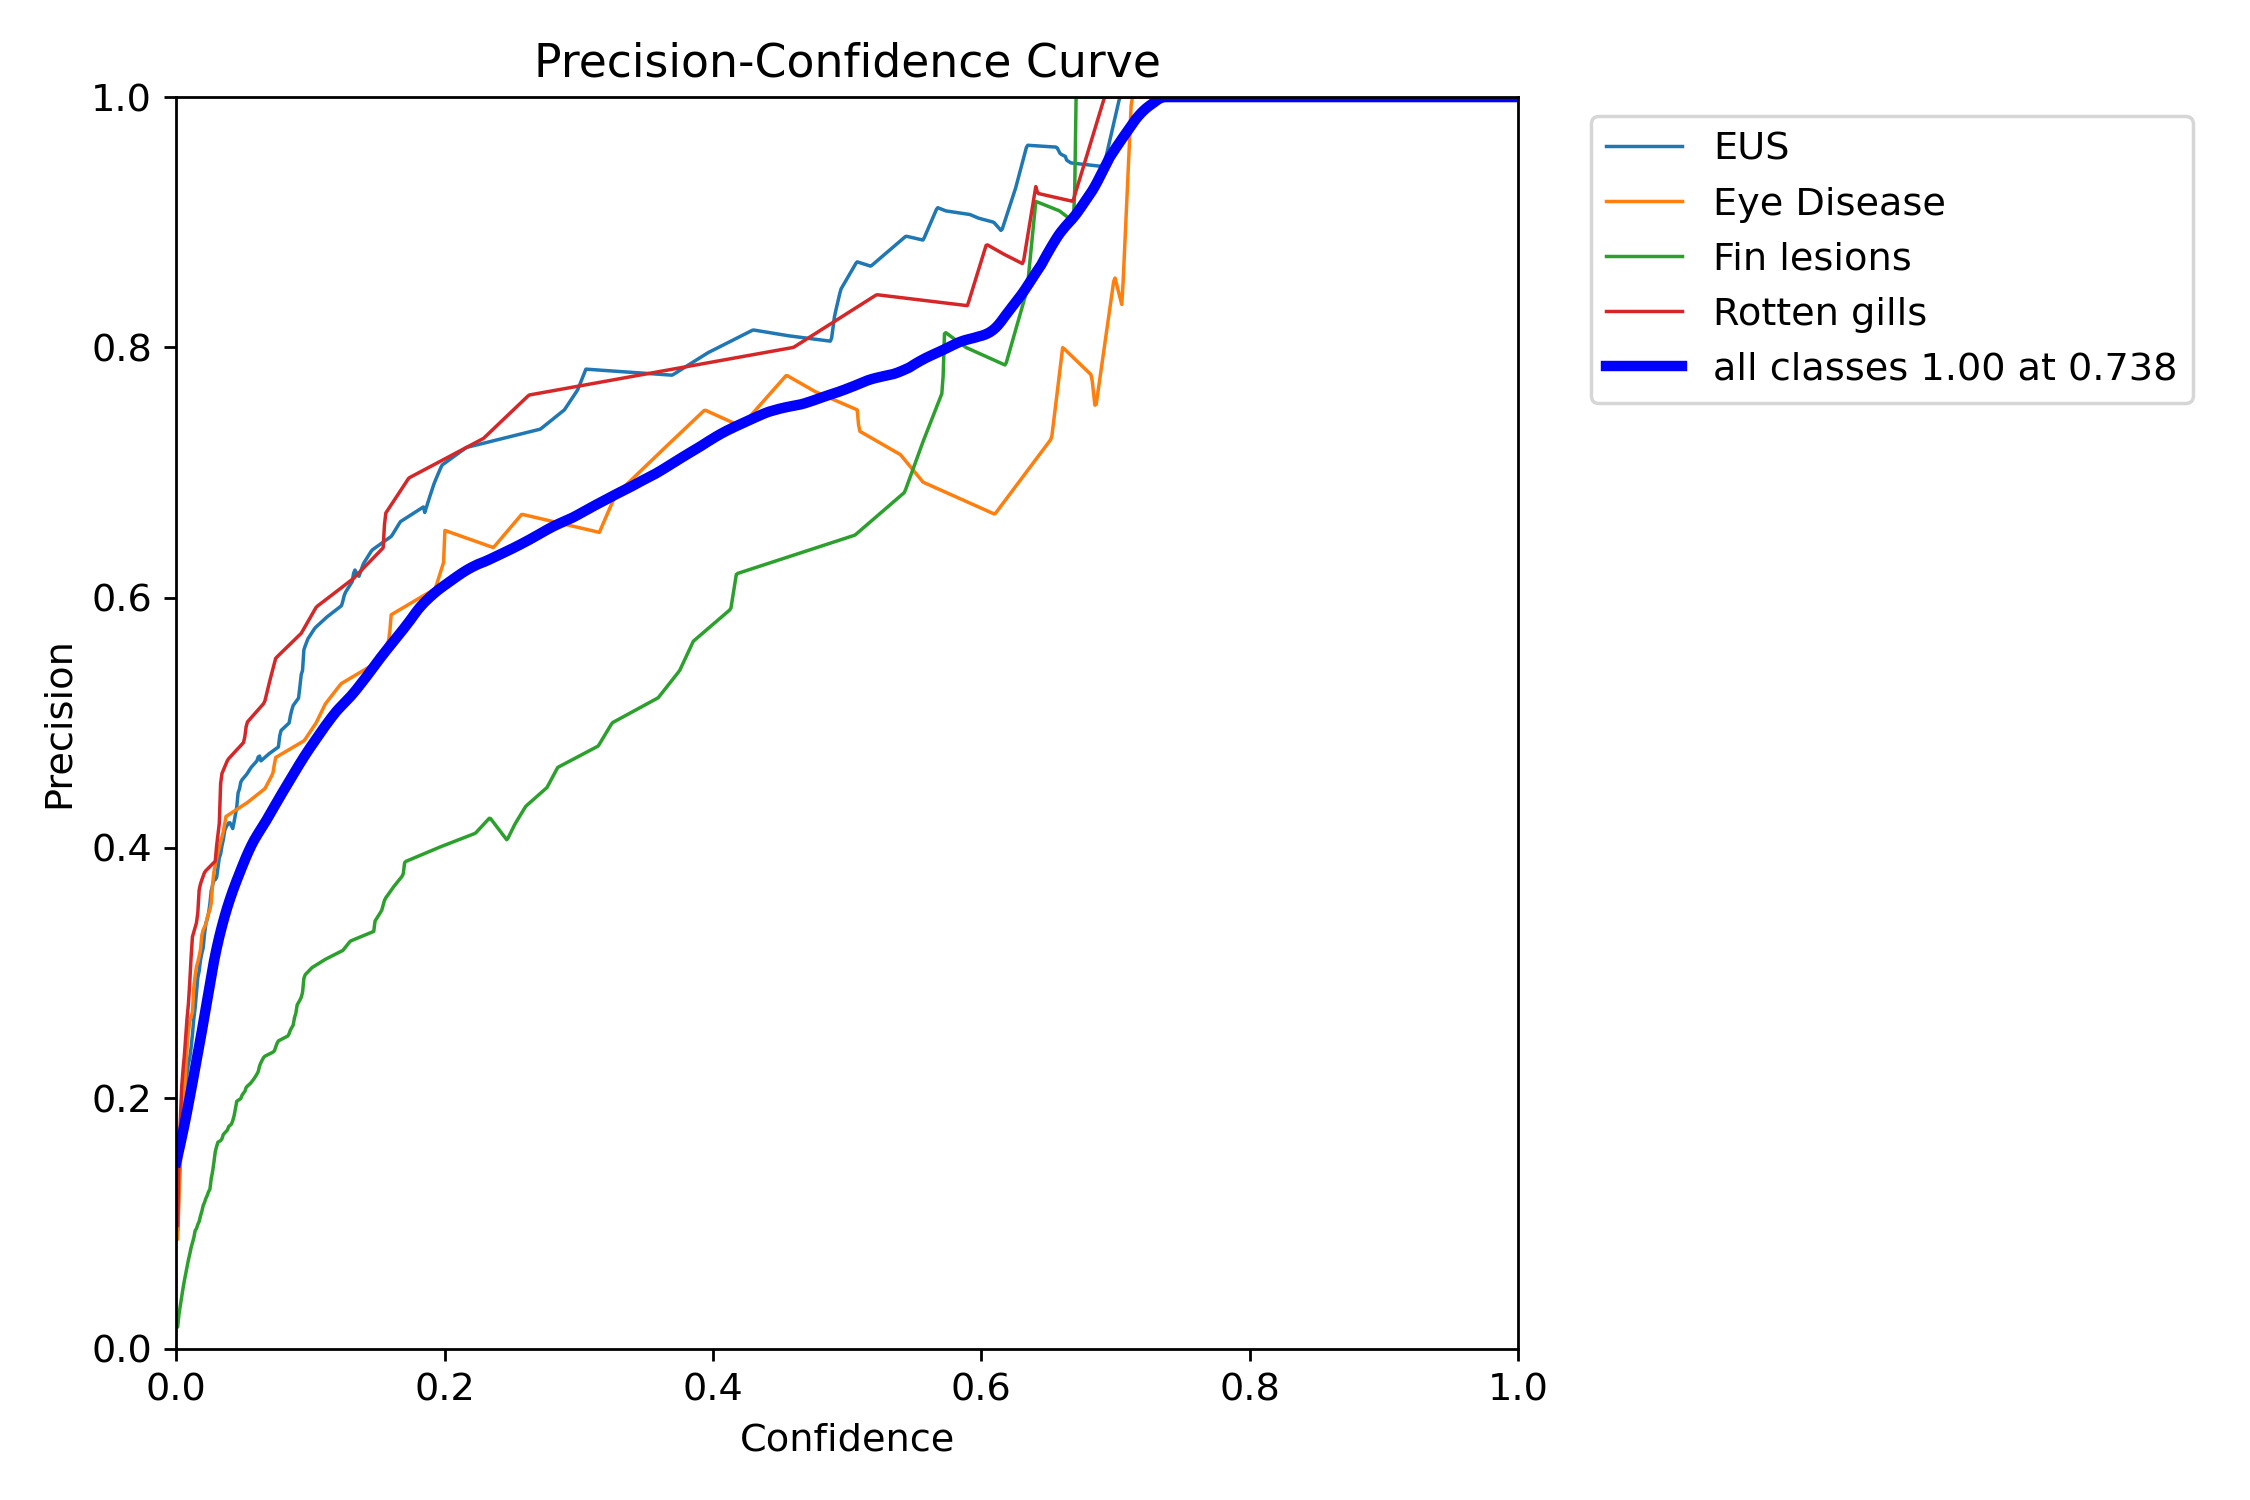 Precision-Confidence Curve
1.0
0.8
0.6
0.4
0.2
0.0
Precision
0.0 0.2 0.4 0.6 0.8 1.0
Confidence
EUS
Eye Disease
Fin lesions
Rotten gills
all classes 1.00 at 0.738